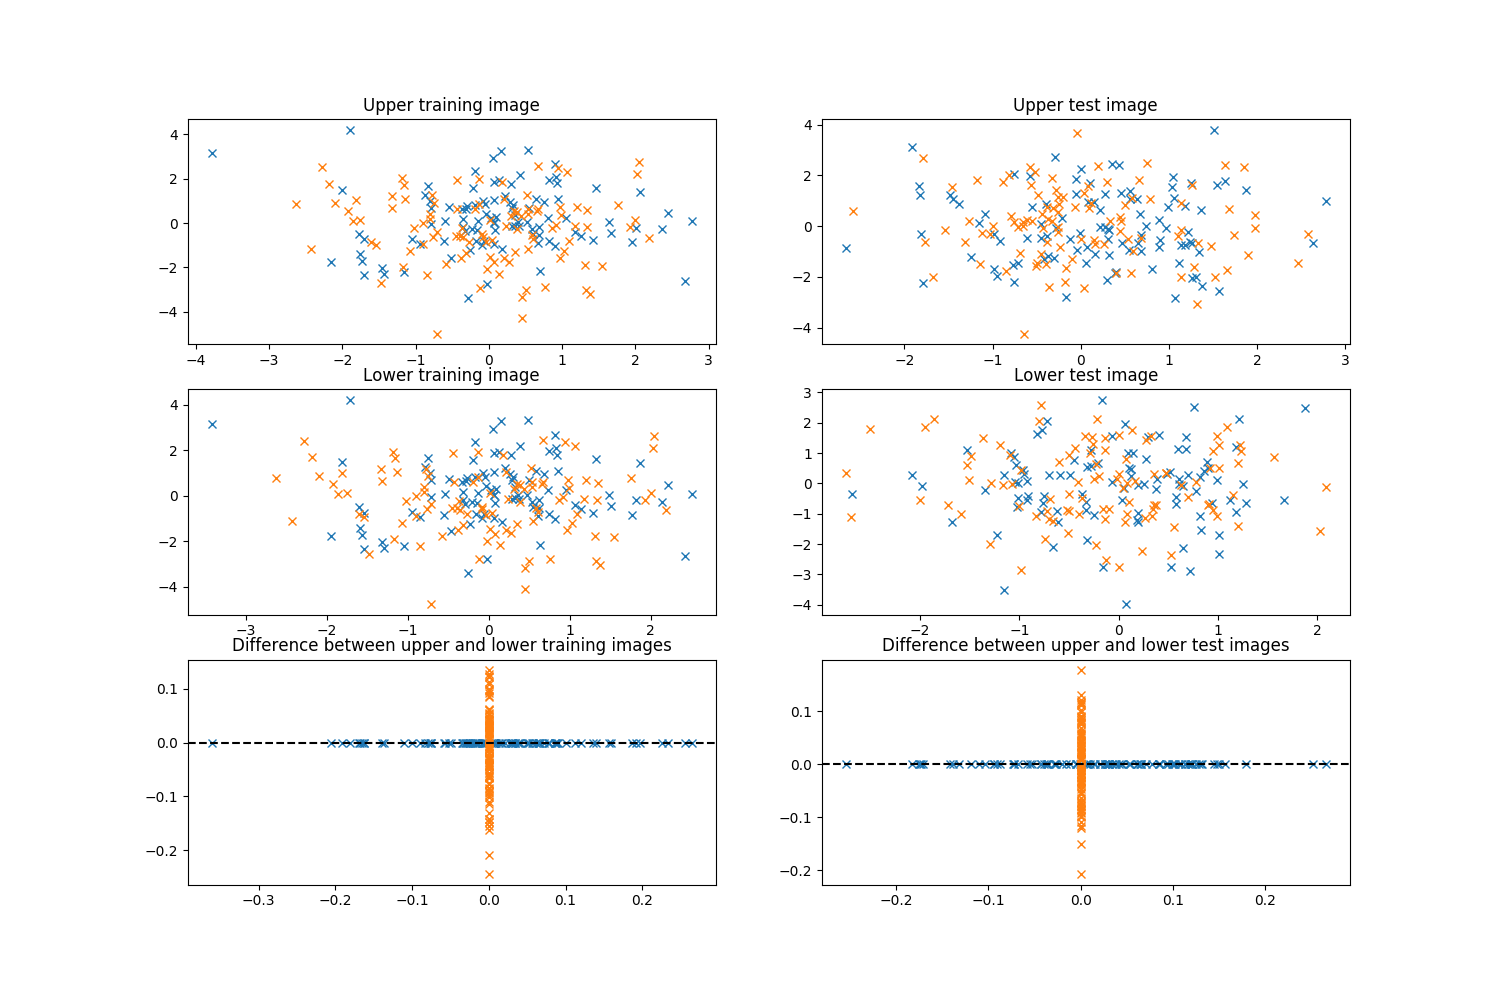 Upper training image
Upper test image
4
2
0
−2
−4
−4 −3 −2 −1 0 1 2 3
4
2
0
−2
−4
−2 −1 0 1 2 3
Lower training image
Lower test image
4
2
0
−2
−4
−3 −2 −1 0 1 2
3
2
1
0
−1
−2
−3
−4
−2 −1 0 1 2
Difference between upper and lower training images
Difference between upper and lower test images
0.1
0.0
−0.1
−0.2
−0.3 −0.2 −0.1 0.0 0.1 0.2
0.1
0.0
−0.1
−0.2
−0.2 −0.1 0.0 0.1 0.2